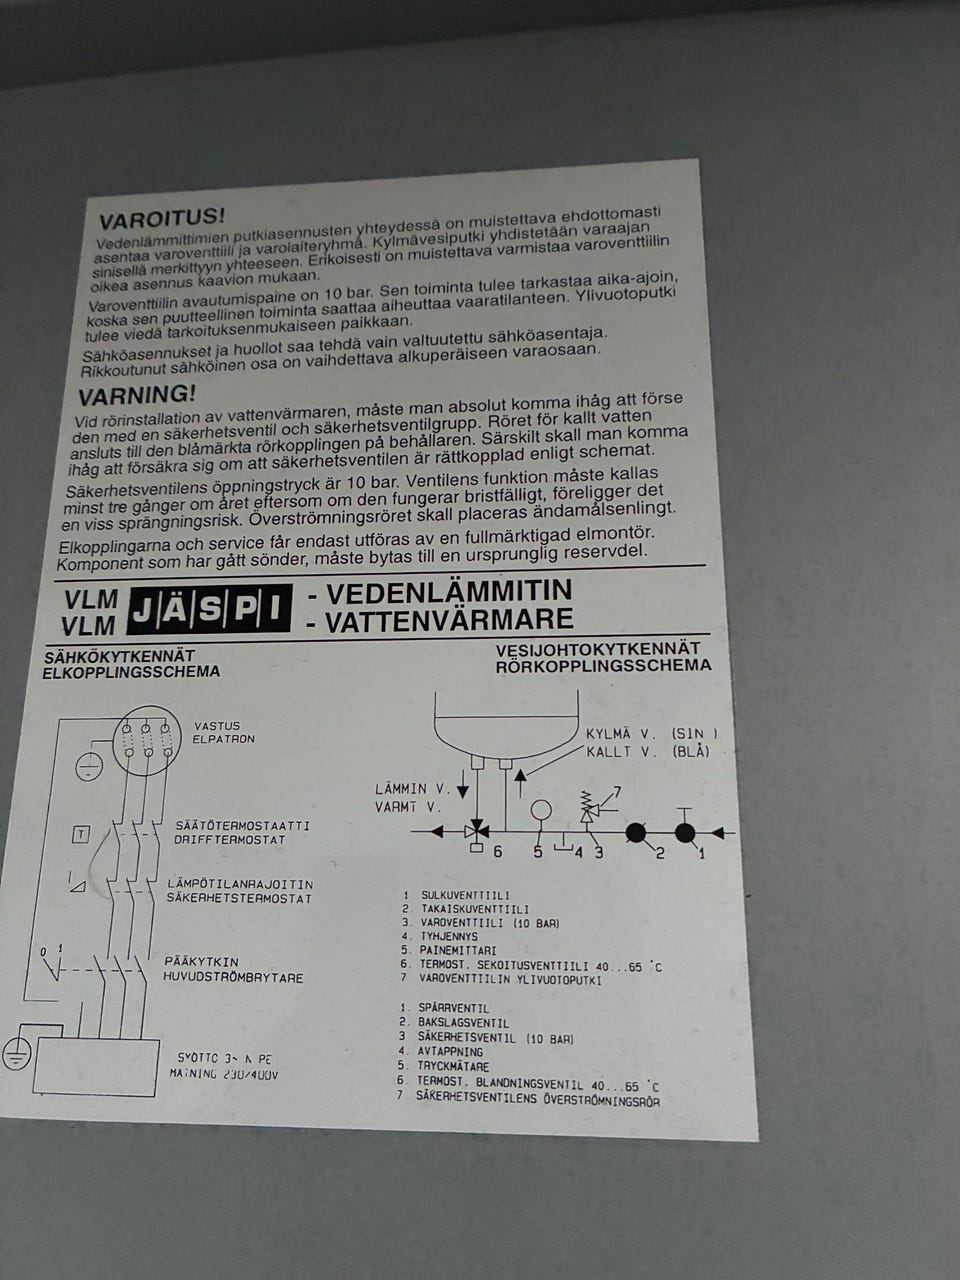 VAROITUS!
Vedenlämmittimien putkiasennusten yhteydessä on muistettava ehdottomasti
asentaa varoventtiili ja varolaiteryhmä. Kylmävesiputki yhdistetään varaajan
sinisellä merkittyyn yhteeseen. Erikoisesti on muistettava varmistaa varoventtiilin
oikea asennus kaavion mukaan.
Varoventtiilin avautumispaine on 10 bar. Sen toiminta tulee tarkastaa aika-ajoin,
koska sen puutteellinen toiminta saattaa aiheuttaa vaaratilanteen. Ylivuotoputki
tulee viedä tarkoituksenmukaiseen paikkaan.
Sähköasennukset ja huollot saa tehdä vain valtuutettu sähköasentaja.
Rikkoutunut sähköinen osa on vaihdettava alkuperäiseen varaosaan.
VARNING!
Vid rörinstallation av vattenvärmaren, måste man absolut komma ihåg att förse
den med en säkerhetsventil och säkerhetsventilgrupp. Röret för kallt vatten
ansluts till den blåmärkta rörkopplingen på behållaren. Särskilt skall man komma
ihåg att försäkra sig om att säkerhetsventilen är rättkopplad enligt schemat.
Säkerhetsventilens öppningstryck är 10 bar. Ventilens funktion måste kallas
minst tre gånger om året eftersom om den fungerar bristfälligt, föreligger det
en viss sprängningsrisk. Överströmningsröret skall placeras ändamålsenlingt.
Elkopplingarna och service får endast utföras av en fullmärktigad elmontör.
Komponent som har gått sönder, måste bytas till en ursprunglig reservdel.
VLM JÄSPI - VEDENLÄMMITIN
VLM - VATTENVÄRMARE
SÄHKÖKYTKENNÄT
ELKOPPLINGSSCHEMA
VASTUS
ELPATRON
T
SÄÄTÖTERMOSTAATTI
DRIFFTERMOSTAT
LÄMPÖTILANRAJOITIN
SÄKERHETSTERMOSTAT
0 1
PÄÄKYTKIN
HUVUDSTRÖMBRYTARE
SYÖTTÖ 3~ N PE
MATNING 230/400V
VESIJOHTOKYTKENNÄT
RÖRKOPPLINGSSCHEMA
KYLMÄ V. (SIN )
KALLT V. (BLÅ)
LÄMMIN V.
VARMT V.
7
6 5 4 3 2 1
1 SULKUVENTTIILI
2. TAKAISKUVENTTIILI
3. VAROVENTTIILI (10 BAR)
4. TYHJENNYS
5. PAINEMITTARI
6. TERMOST. SEKOITUSVENTTIILI 40...65 °C
7 VAROVENTTIILIN YLIVUOTOPUTKI
1. SPÄRRVENTIL
2. BAKSLAGSVENTIL
3 SÄKERHETSVENTIL (10 BAR)
4. AVTAPPNING
5. TRYCKMÄTARE
6 TERMOST. BLANDNINGSVENTIL 40...65 °C
7 SÄKERHETSVENTILENS ÖVERSTRÖMNINGSRÖR